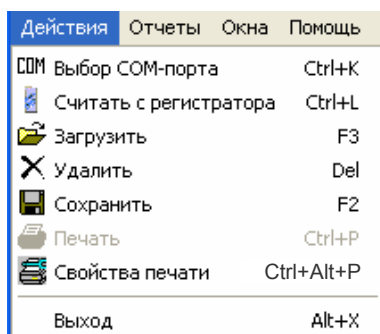 Действия Отчеты Окна Помощь
COM Выбор COM-порта Ctrl+K
Считать с регистратора Ctrl+L
Загрузить F3
Удалить Del
Сохранить F2
Печать Ctrl+P
Свойства печати Ctrl+Alt+P
Выход Alt+X